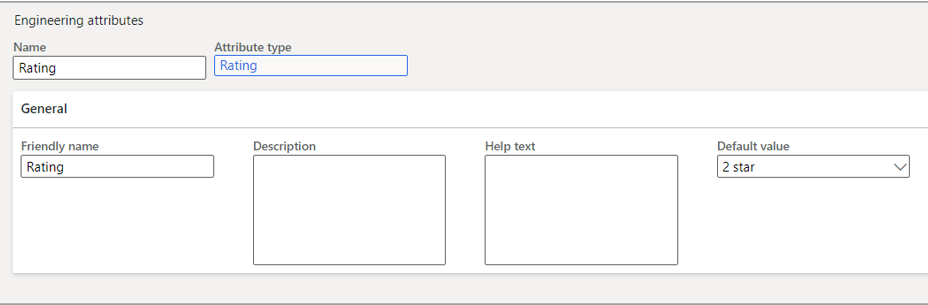 Engineering attributes
Name Attribute type
Rating Rating
General
Friendly name Description Help text Default value
Rating 2 star